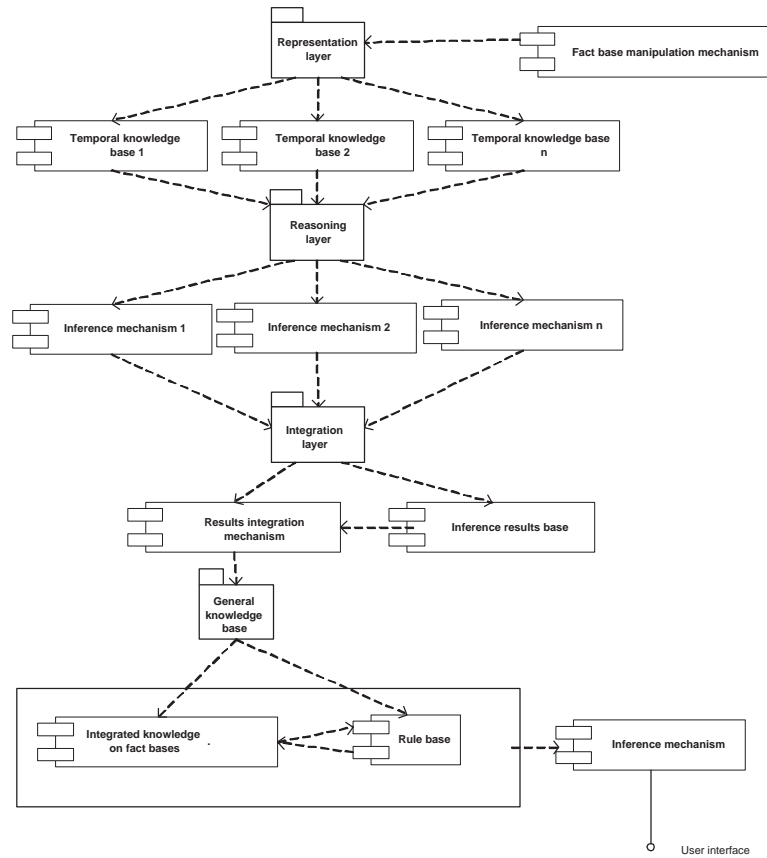 Representation
layer
Fact base manipulation mechanism
Temporal knowledge
base 1
Temporal knowledge
base 2
Temporal knowledge base
n
Reasoning
layer
Inference mechanism 1
Inference mechanism 2
Inference mechanism n
Integration
layer
Results integration
mechanism
Inference results base
General
knowledge
base
Integrated knowledge
on fact bases .
Rule base
Inference mechanism
User interface